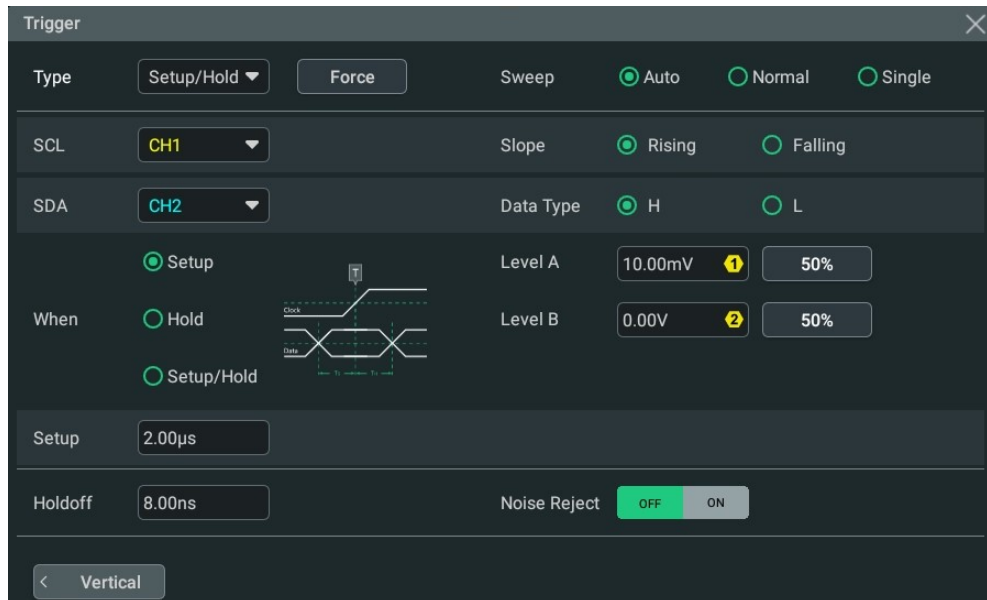 Trigger
Type Setup/Hold Force Sweep Auto Normal Single
SCL CH1 Slope Rising Falling
SDA CH2 Data Type H L
Setup Level A 10.00mV 1 50%
T
Clock
When Hold Level B 0.00V 2 50%
Data
Setup/Hold
Setup 2.00µs
Holdoff 8.00ns Noise Reject OFF ON
< Vertical